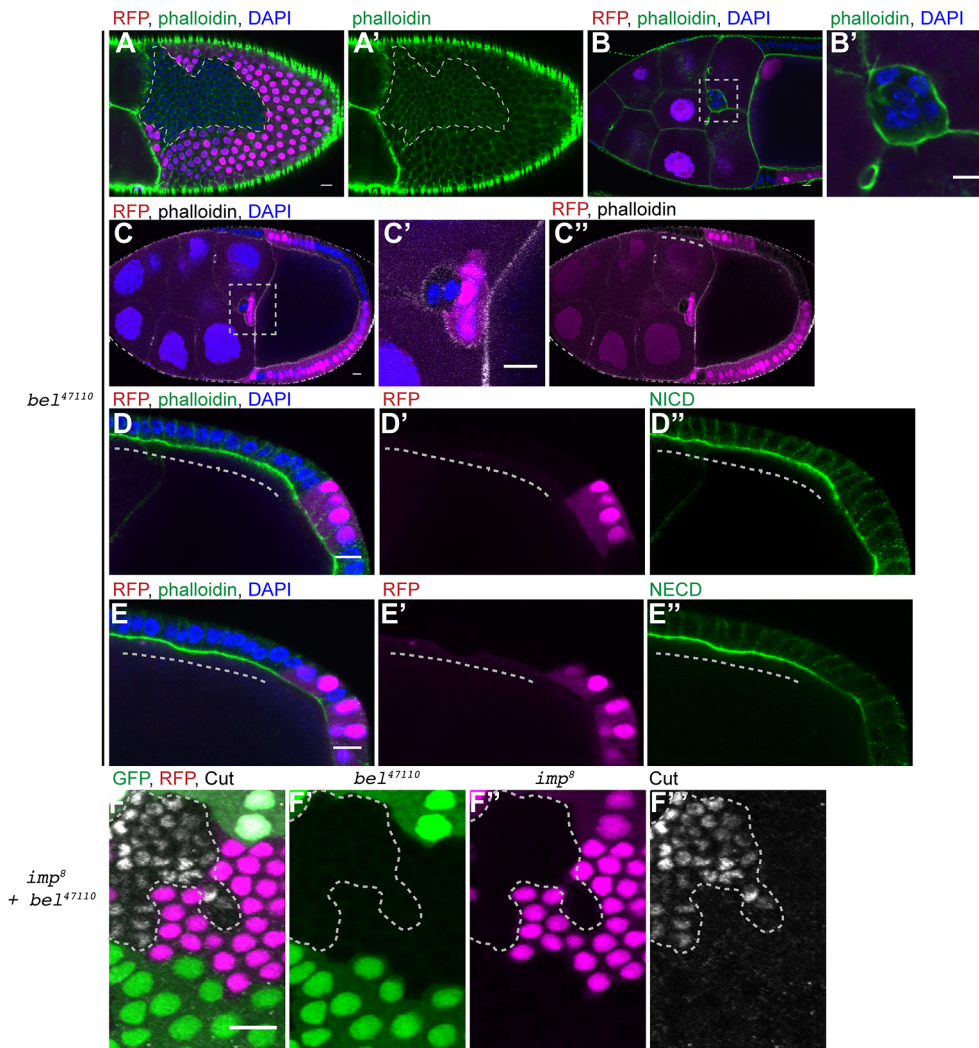 RFP, phalloidin, DAPI phalloidin RFP, phalloidin, DAPI phalloidin, DAPI
A A' B B'
RFP, phalloidin, DAPI RFP, phalloidin
C C' C''
bel47110
RFP, phalloidin, DAPI RFP NICD
D D' D''
RFP, phalloidin, DAPI RFP NECD
E E' E''
GFP, RFP, Cut bel47110 imp8 Cut
F F' F'' F'''
imp8
+ bel47110